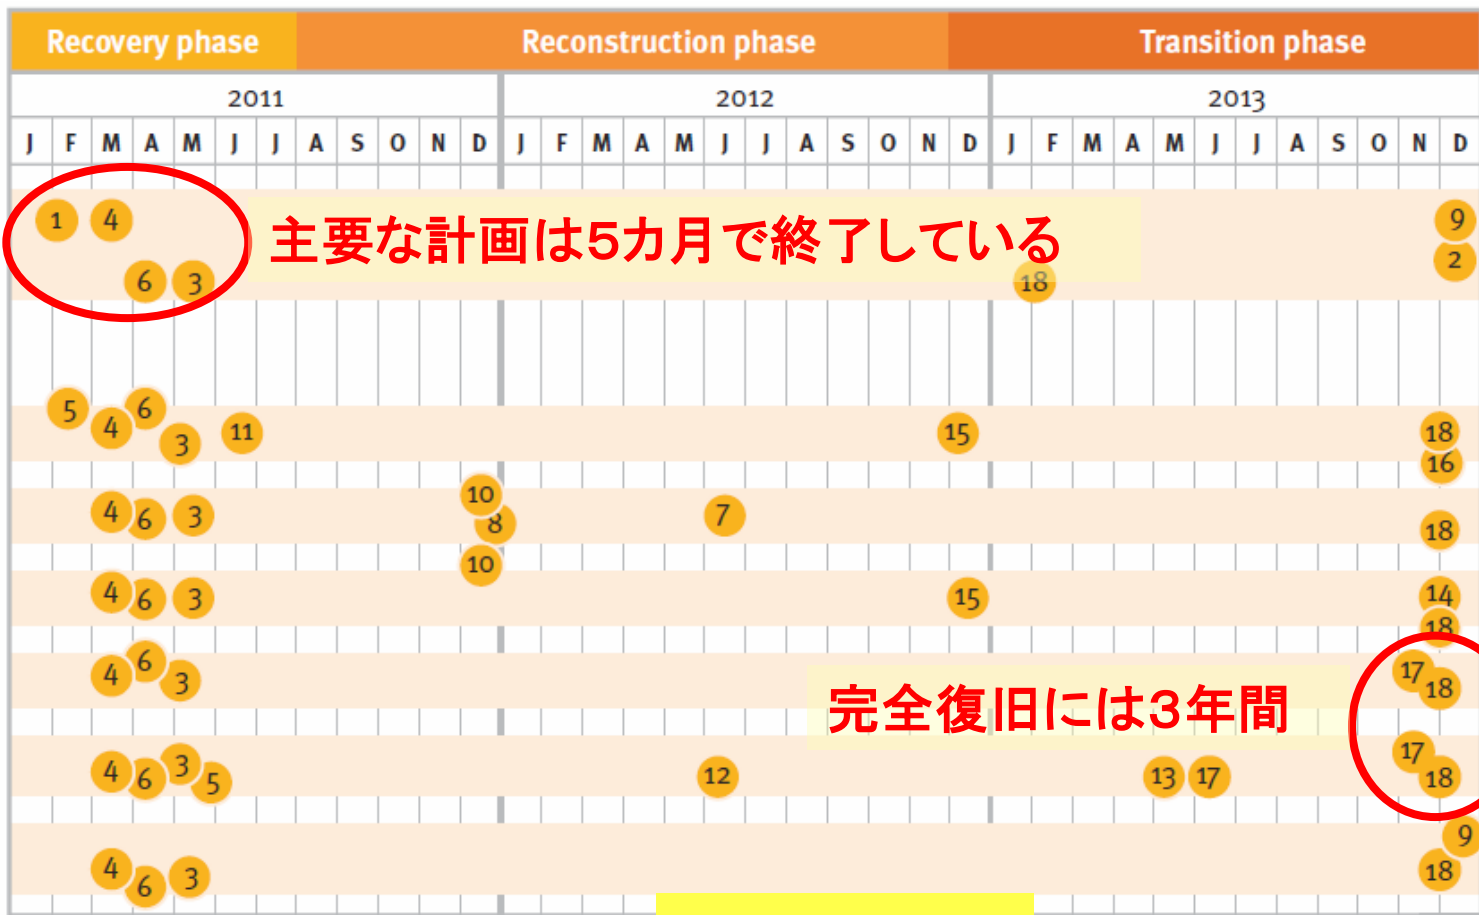 Recovery phase Reconstruction phase Transition phase
2011 2012 2013
J F M A M J J A S O N D J F M A M J J A S O N D J F M A M J J A S O N D
1 4 主要な計画は5カ月で終了している 9
2
6 3 18
5 6
4 3 11 15 18
16
10
4 6 3 8 7 18
10
4 6 3 15 14
18
6 17
4 3 完全復旧には3年間 18
3 17
4 6 5 12 13 17 18
9
4 6 3 18